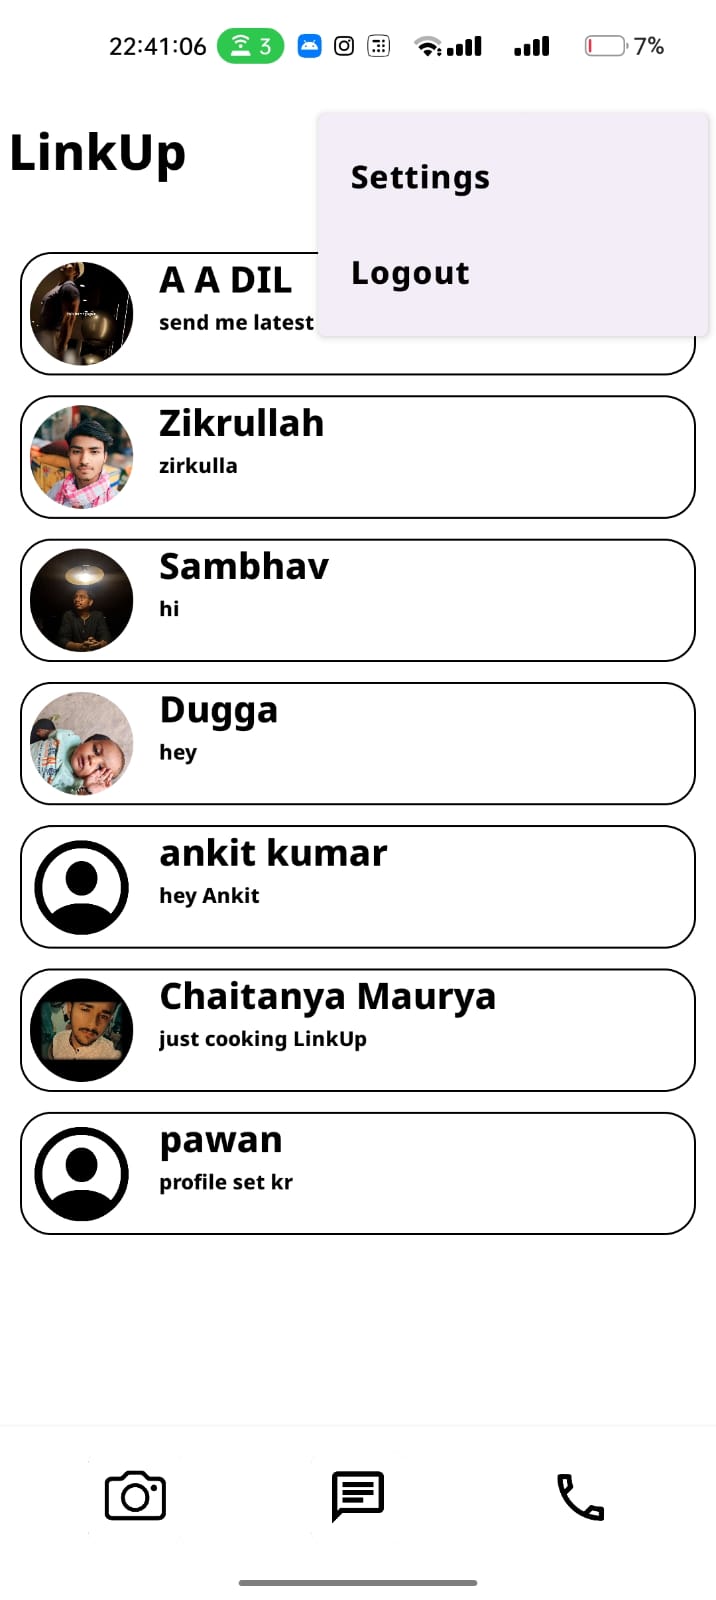 22:41:06 3 7%
LinkUp
Settings
Logout
A A DIL
send me latest
Zikrullah
zirkulla
Sambhav
hi
Dugga
hey
ankit kumar
hey Ankit
Chaitanya Maurya
just cooking LinkUp
pawan
profile set kr